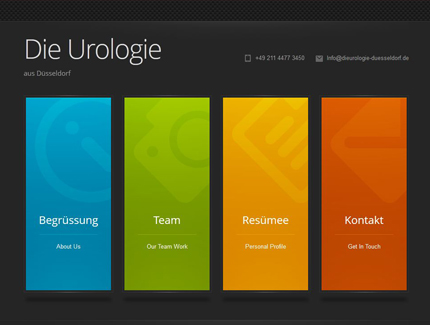 Die Urologie
aus Düsseldorf
+49 211 4477 3450
Info@dieurologie-duesseldorf.de
Begrüssung
About Us
Team
Our Team Work
Resümee
Personal Profile
Kontakt
Get In Touch